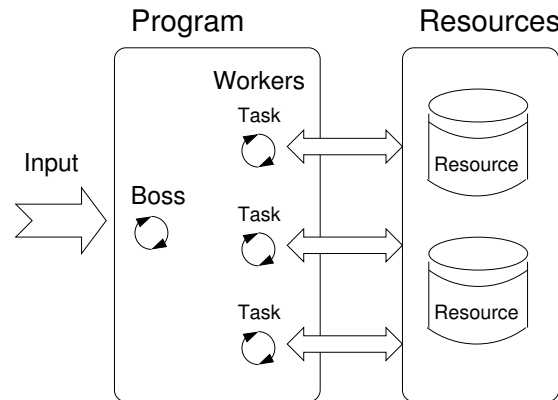 Program
Resources
Workers
Task
Resource
Input
Boss
Task
Resource
Task